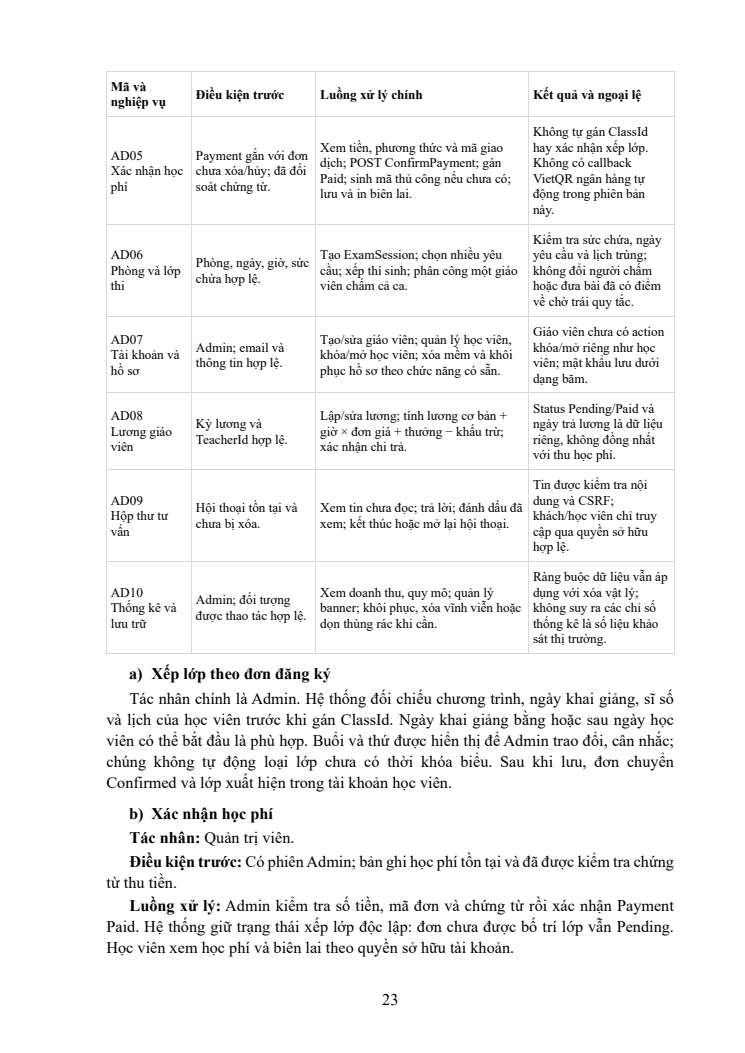 Mã và
nghiệp vụ
Điều kiện trước
Luồng xử lý chính
Kết quả và ngoại lệ
AD05
Xác nhận học
phí
Payment gắn với đơn
chưa xóa/hủy; đã đối
soát chứng từ.
Xem tiền, phương thức và mã giao
dịch; POST ConfirmPayment; gán
Paid; sinh mã thủ công nếu chưa có;
lưu và in biên lai.
Không tự gán ClassId
hay xác nhận xếp lớp.
Không có callback
VietQR ngân hàng tự
động trong phiên bản
này.
AD06
Phòng và lớp
thi
Phòng, ngày, giờ, sức
chứa hợp lệ.
Tạo ExamSession; chọn nhiều yêu
cầu; xếp thí sinh; phân công một giáo
viên chấm cả ca.
Kiểm tra sức chứa, ngày
yêu cầu và lịch trùng;
không đổi người chấm
hoặc đưa bài đã có điểm
về chờ trái quy tắc.
AD07
Tài khoản và
hồ sơ
Admin; email và
thông tin hợp lệ.
Tạo/sửa giáo viên; quản lý học viên,
khóa/mở học viên; xóa mềm và khôi
phục hồ sơ theo chức năng có sẵn.
Giáo viên chưa có action
khóa/mở riêng như học
viên; mật khẩu lưu dưới
dạng băm.
AD08
Lương giáo
viên
Kỳ lương và
TeacherId hợp lệ.
Lập/sửa lương; tính lương cơ bản +
giờ × đơn giá + thưởng − khấu trừ;
xác nhận chi trả.
Status Pending/Paid và
ngày trả lương là dữ liệu
riêng, không đồng nhất
với thu học phí.
AD09
Hộp thư tư
vấn
Hội thoại tồn tại và
chưa bị xóa.
Xem tin chưa đọc; trả lời; đánh dấu đã
xem; kết thúc hoặc mở lại hội thoại.
Tin được kiểm tra nội
dung và CSRF;
khách/học viên chỉ truy
cập qua quyền sở hữu
hợp lệ.
AD10
Thống kê và
lưu trữ
Admin; đối tượng
được thao tác hợp lệ.
Xem doanh thu, quy mô; quản lý
banner; khôi phục, xóa vĩnh viễn hoặc
dọn thùng rác khi cần.
Ràng buộc dữ liệu vẫn áp
dụng với xóa vật lý;
không suy ra các chỉ số
thống kê là số liệu khảo
sát thị trường.
a) Xếp lớp theo đơn đăng ký
Tác nhân chính là Admin. Hệ thống đối chiếu chương trình, ngày khai giảng, sĩ số
và lịch của học viên trước khi gán ClassId. Ngày khai giảng bằng hoặc sau ngày học
viên có thể bắt đầu là phù hợp. Buổi và thứ được hiển thị để Admin trao đổi, cân nhắc;
chúng không tự động loại lớp chưa có thời khóa biểu. Sau khi lưu, đơn chuyển
Confirmed và lớp xuất hiện trong tài khoản học viên.
b) Xác nhận học phí
Tác nhân: Quản trị viên.
Điều kiện trước: Có phiên Admin; bản ghi học phí tồn tại và đã được kiểm tra chứng
từ thu tiền.
Luồng xử lý: Admin kiểm tra số tiền, mã đơn và chứng từ rồi xác nhận Payment
Paid. Hệ thống giữ trạng thái xếp lớp độc lập: đơn chưa được bố trí lớp vẫn Pending.
Học viên xem học phí và biên lai theo quyền sở hữu tài khoản.
23